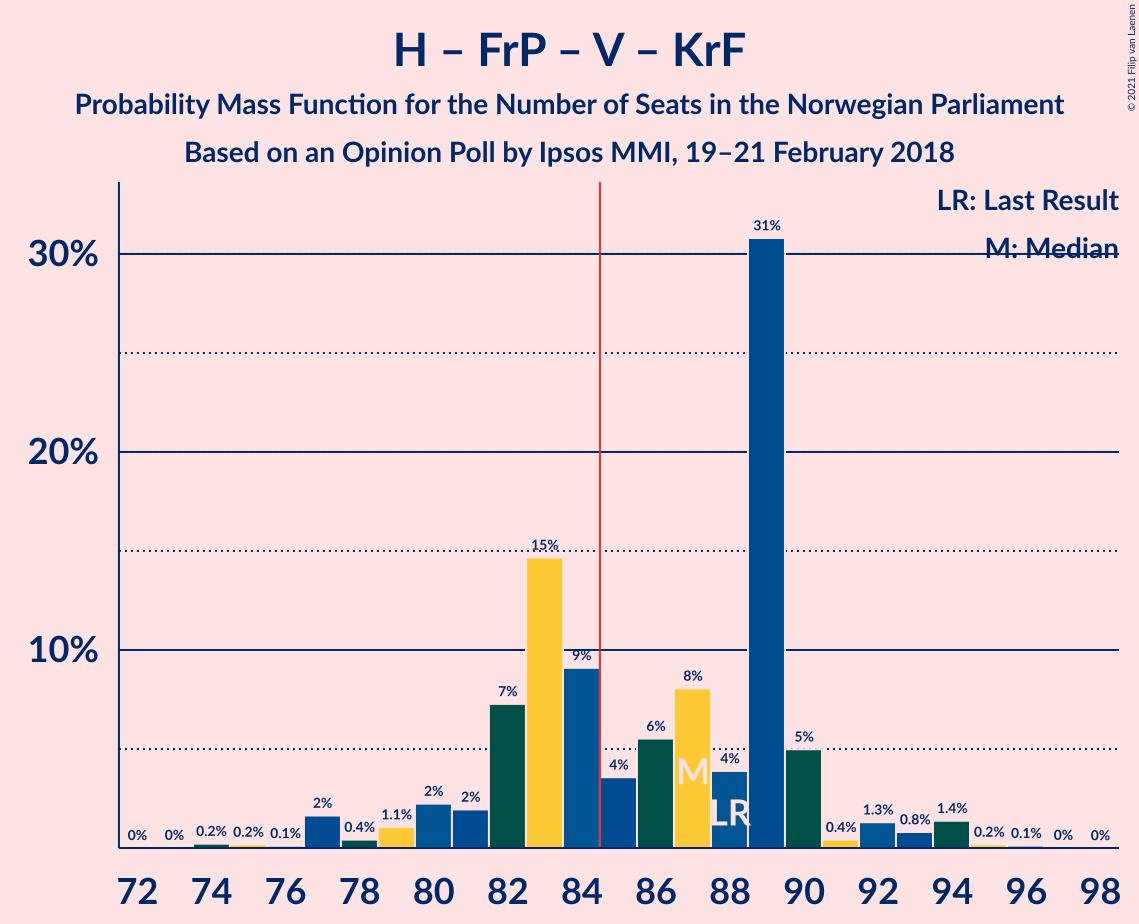 H – FrP – V – KrF
Probability Mass Function for the Number of Seats in the Norwegian Parliament
Based on an Opinion Poll by Ipsos MMI, 19–21 February 2018
© 2021 Filip van Laenen
LR: Last Result
M: Median
30%
20%
10%
0% 0% 0.2% 0.2% 0.1% 2% 0.4% 1.1% 2% 2% 7% 15% 9% 4% 6% 8% 4% 31% 5% 0.4% 1.3% 0.8% 1.4% 0.2% 0.1% 0% 0%
M
LR
72 74 76 78 80 82 84 86 88 90 92 94 96 98